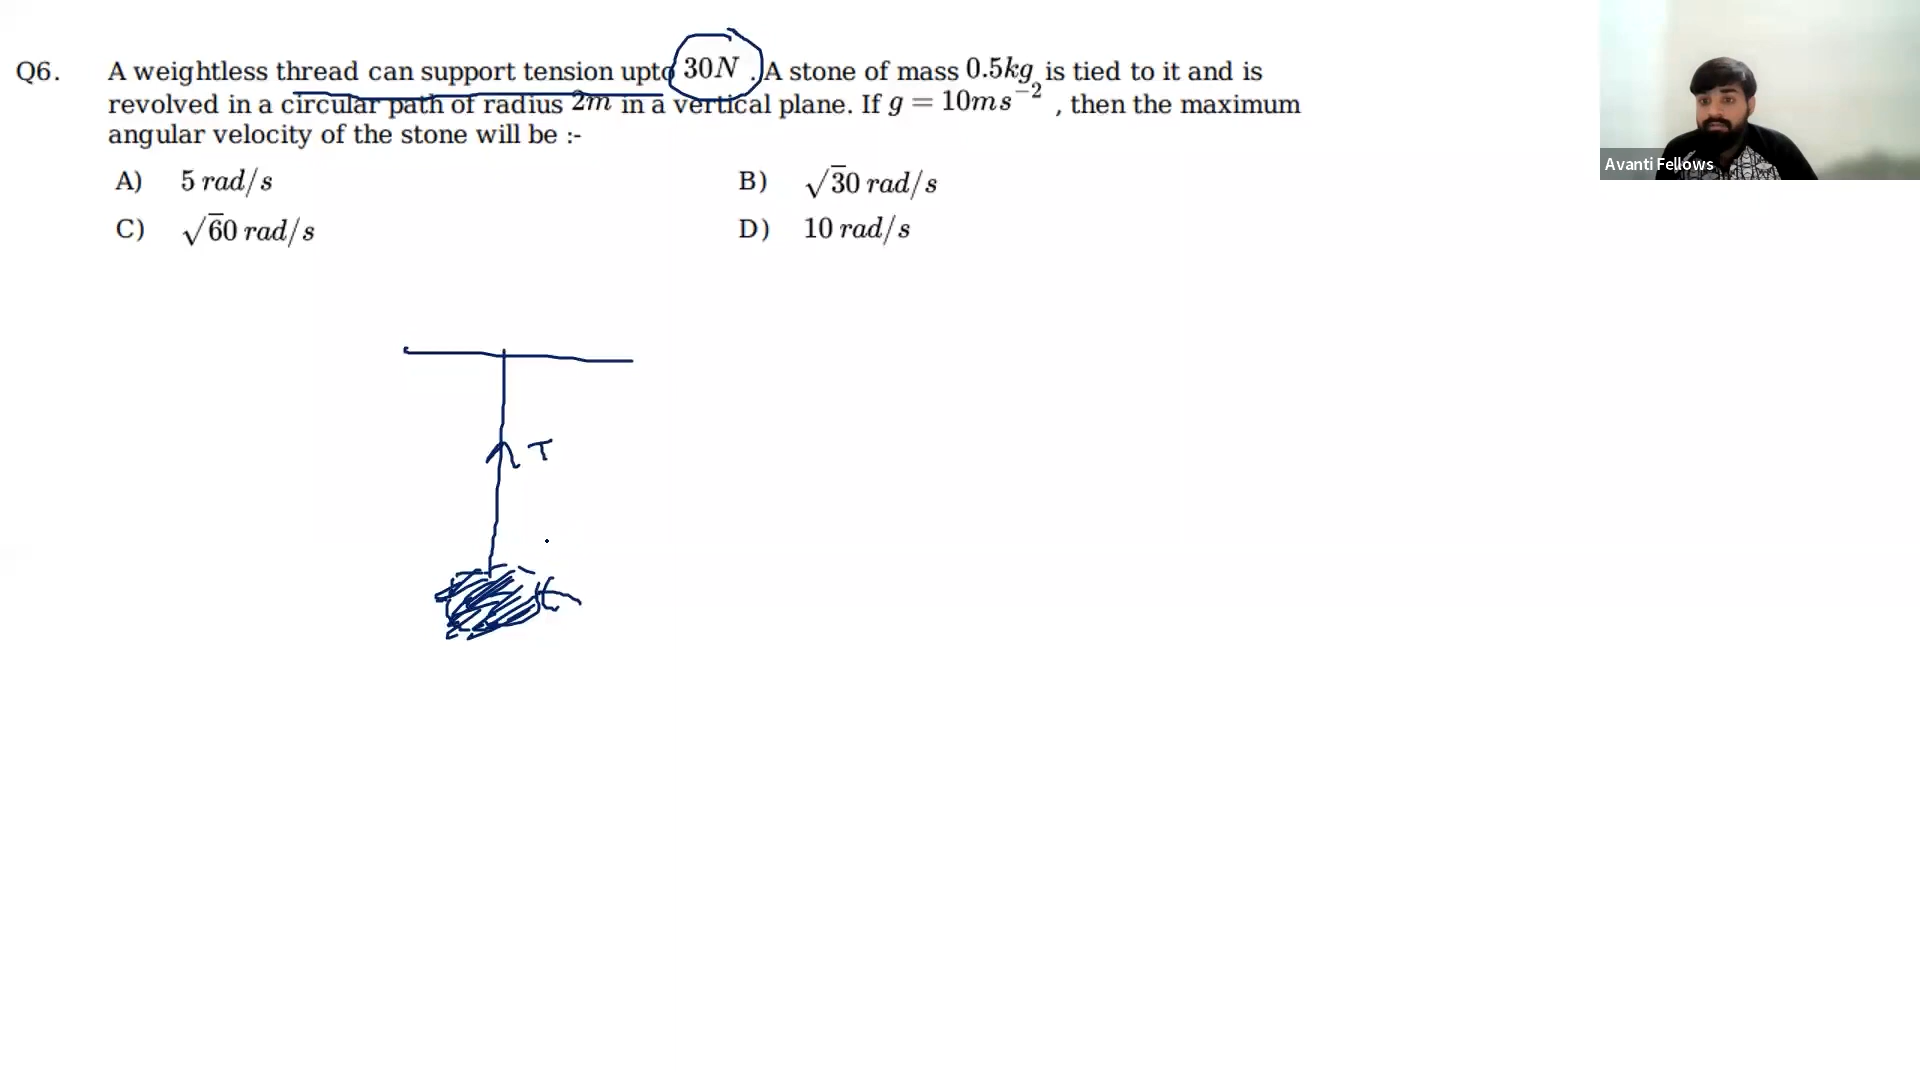 Q6. A weightless thread can support tension upto 30N . A stone of mass 0.5kg is tied to it and is
revolved in a circular path of radius 2m in a vertical plane. If g = 10ms⁻² , then the maximum
angular velocity of the stone will be :-
A) 5 rad/s B) √30 rad/s
C) √60 rad/s D) 10 rad/s
T
Avanti Fellows